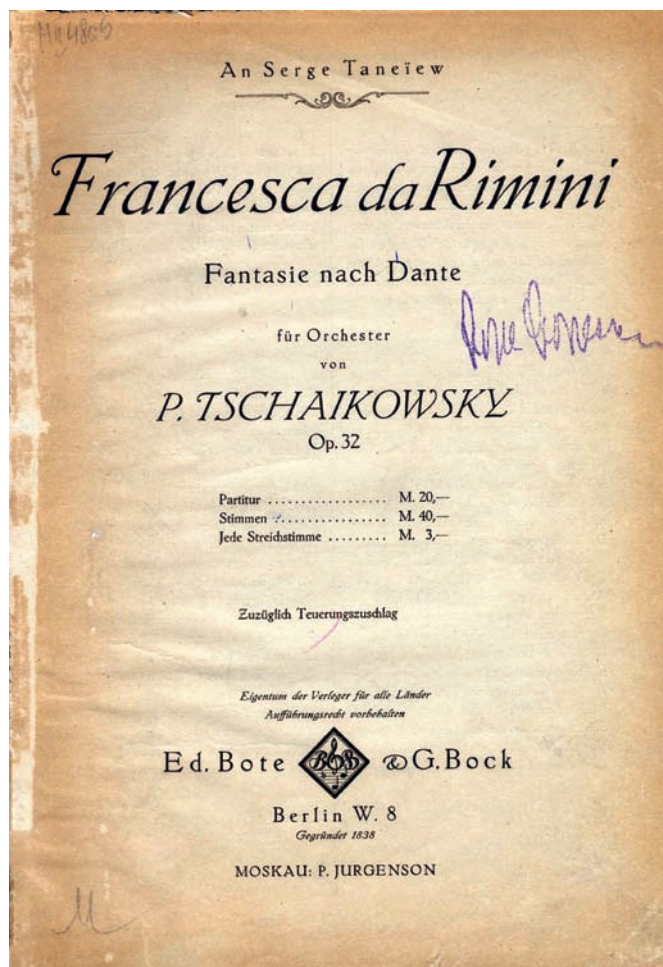 An Serge Taneïew
Francesca da Rimini
Fantasie nach Dante
für Orchester
von
P. TSCHAIKOWSKY
Op. 32
Partitur .................. M. 20,—
Stimmen ................ M. 40,—
Jede Streichstimme ......... M. 3,—
Zuzüglich Teuerungszuschlag
Eigentum der Verleger für alle Länder
Aufführungsrecht vorbehalten
Ed. Bote & G. Bock
Berlin W. 8
Gegründet 1838
MOSKAU: P. JURGENSON